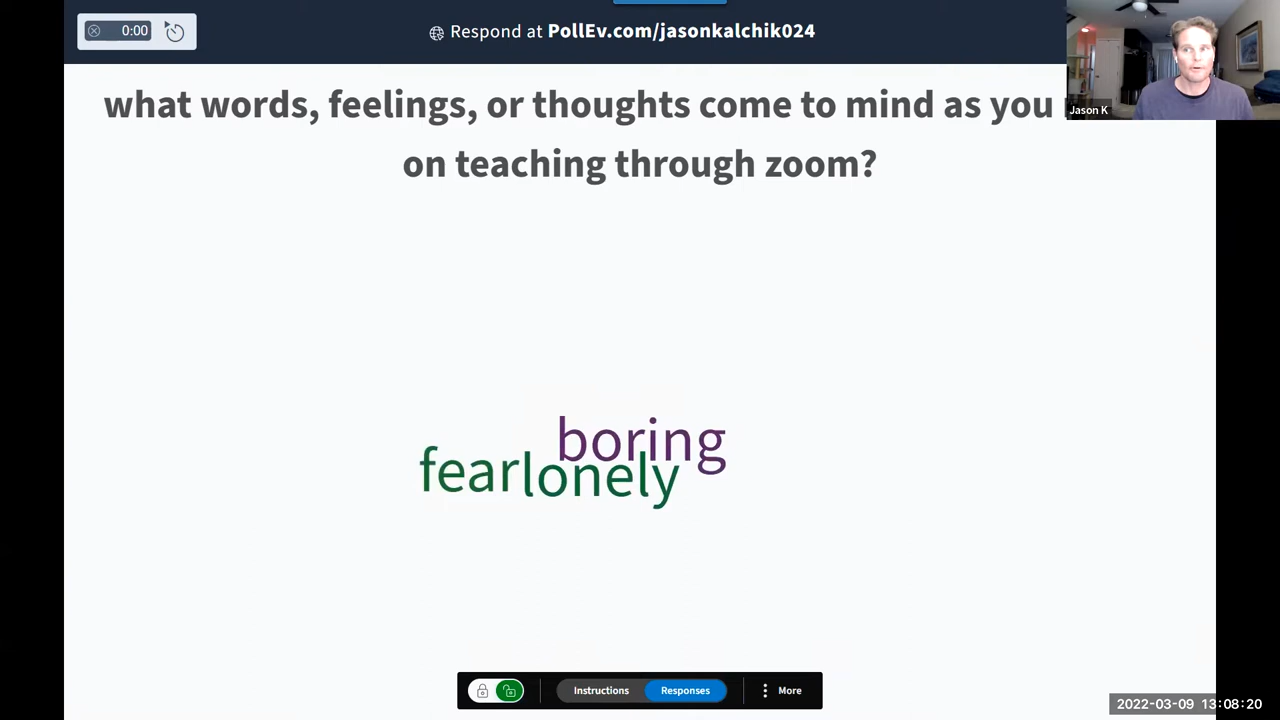 0:00
Respond at PollEv.com/jasonkalchik024
what words, feelings, or thoughts come to mind as you
on teaching through zoom?
Jason K
boring
fearlonely
Instructions
Responses
More
2022-03-09 13:08:20